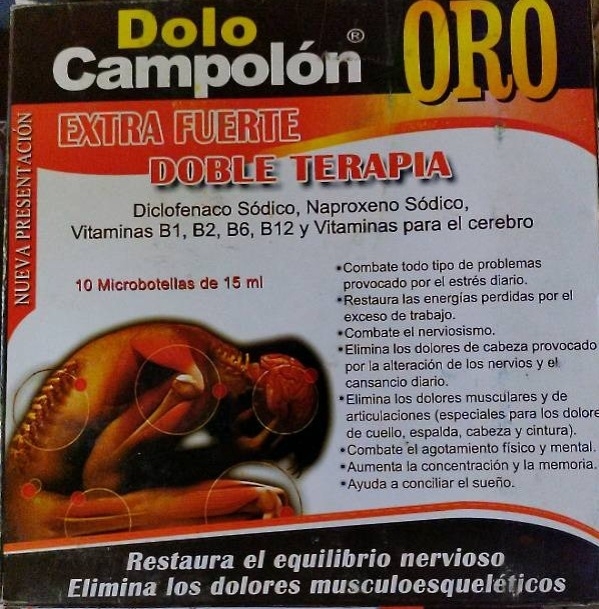 Dolo
Campolón® ORO
NUEVA PRESENTACIÓN
EXTRA FUERTE
DOBLE TERAPIA
Diclofenaco Sódico, Naproxeno Sódico,
Vitaminas B1, B2, B6, B12 y Vitaminas para el cerebro
10 Microbotellas de 15 ml
•Combate todo tipo de problemas
provocado por el estrés diario.
•Restaura las energías perdidas por el
exceso de trabajo.
•Combate el nerviosismo.
•Elimina los dolores de cabeza provocado
por la alteración de los nervios y el
cansancio diario.
•Elimina los dolores musculares y de
articulaciones (especiales para los dolore
de cuello, espalda, cabeza y cintura).
•Combate el agotamiento físico y mental.
•Aumenta la concentración y la memoria.
•Ayuda a conciliar el sueño.
Restaura el equilibrio nervioso
Elimina los dolores musculoesqueléticos